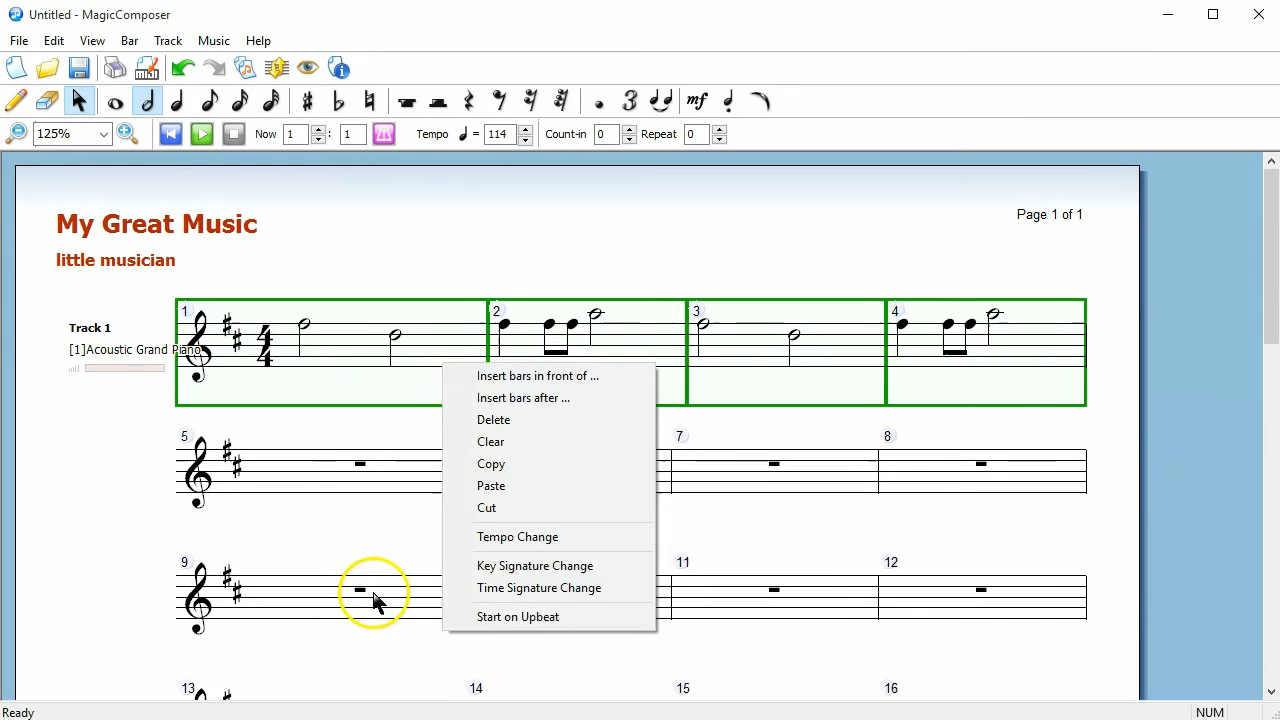 Untitled - MagicComposer
File Edit View Bar Track Music Help
midi
3 mf
125% Now 1 : 1 Tempo = 114 Count-in 0 Repeat 0
My Great Music
Page 1 of 1
little musician
1 2 3 4
Track 1
[1]Acoustic Grand Piano
4
4
Insert bars in front of ...
Insert bars after ...
Delete
Clear
Copy
Paste
Cut
Tempo Change
Key Signature Change
Time Signature Change
Start on Upbeat
5 7 8
9 11 12
13 14 15 16
Ready NUM